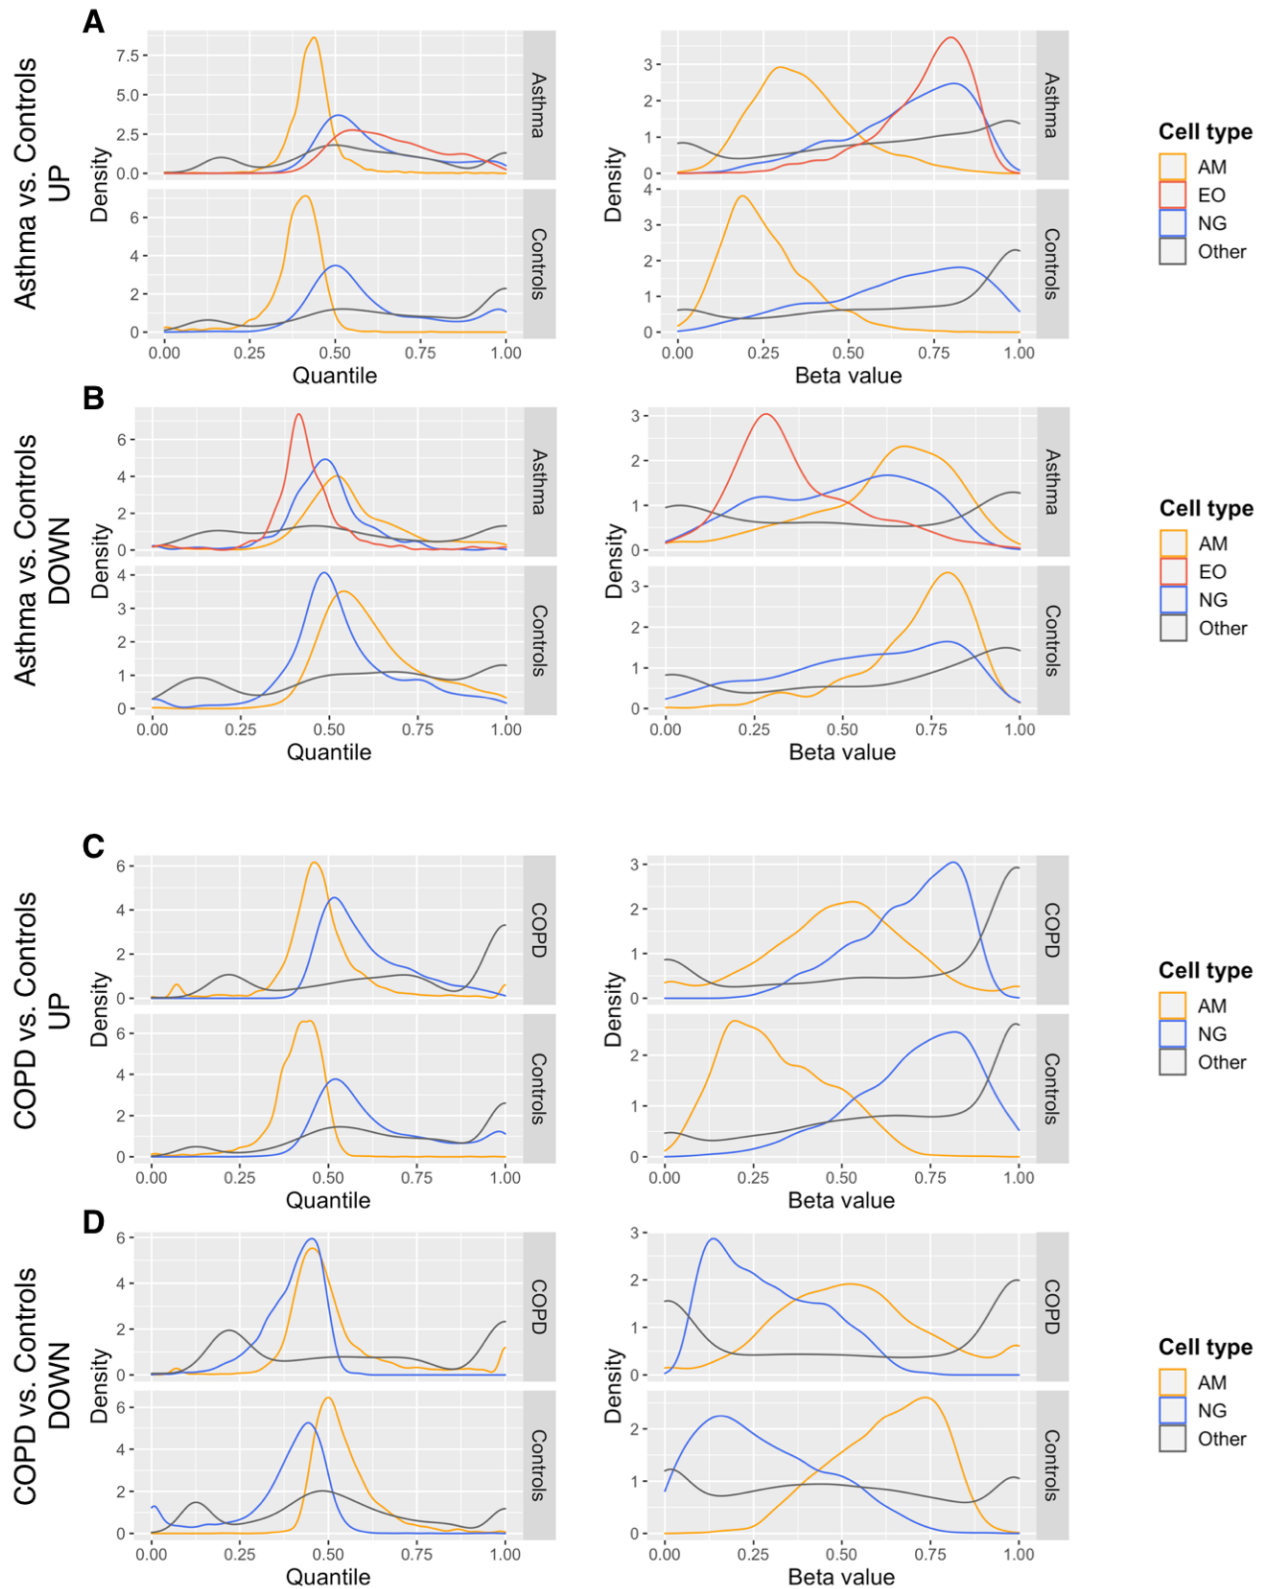 A
Asthma vs. Controls
UP
Density
7.5
5.0
2.5
0.0
Asthma
6
4
2
0
Controls
0.00 0.25 0.50 0.75 1.00
Quantile
Density
3
2
1
0
Asthma
4
3
2
1
0
Controls
0.00 0.25 0.50 0.75 1.00
Beta value
Cell type
AM
EO
NG
Other
B
Asthma vs. Controls
DOWN
Density
6
4
2
0
Asthma
4
3
2
1
0
Controls
0.00 0.25 0.50 0.75 1.00
Quantile
Density
3
2
1
0
Asthma
3
2
1
0
Controls
0.00 0.25 0.50 0.75 1.00
Beta value
Cell type
AM
EO
NG
Other
C
COPD vs. Controls
UP
Density
6
4
2
0
COPD
6
4
2
0
Controls
0.00 0.25 0.50 0.75 1.00
Quantile
Density
3
2
1
0
COPD
2
1
0
Controls
0.00 0.25 0.50 0.75 1.00
Beta value
Cell type
AM
NG
Other
D
COPD vs. Controls
DOWN
Density
6
4
2
0
COPD
6
4
2
0
Controls
0.00 0.25 0.50 0.75 1.00
Quantile
Density
3
2
1
0
COPD
2
1
0
Controls
0.00 0.25 0.50 0.75 1.00
Beta value
Cell type
AM
NG
Other